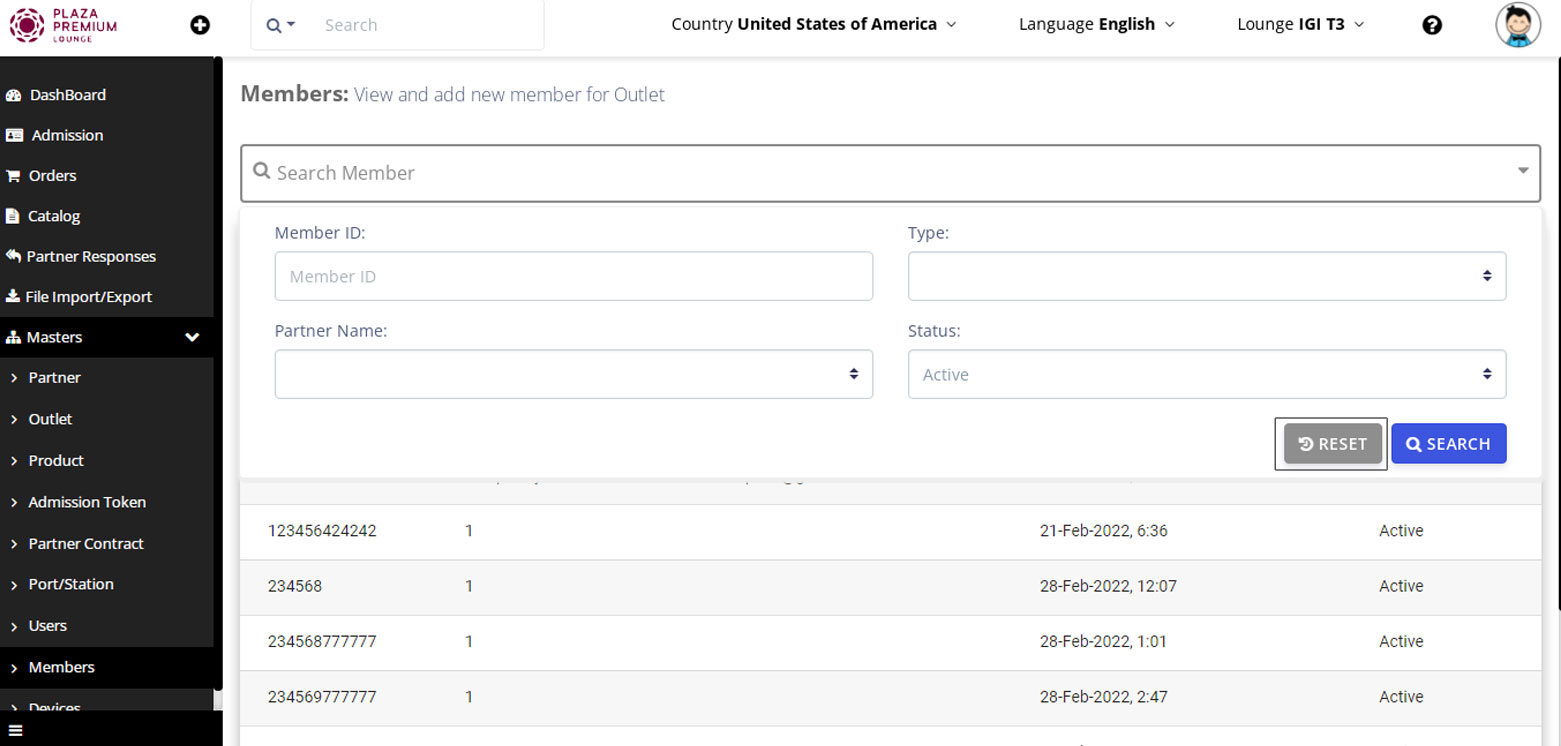 PLAZA
PREMIUM
LOUNGE
Search
Country United States of America
Language English
Lounge IGI T3
DashBoard
Admission
Orders
Catalog
Partner Responses
File Import/Export
Masters
Partner
Outlet
Product
Admission Token
Partner Contract
Port/Station
Users
Members
Devices
Members: View and add new member for Outlet
Search Member
Member ID:
Type:
Member ID
Partner Name:
Status:
Active
RESET
SEARCH
123456424242 1 21-Feb-2022, 6:36 Active
234568 1 28-Feb-2022, 12:07 Active
234568777777 1 28-Feb-2022, 1:01 Active
234569777777 1 28-Feb-2022, 2:47 Active